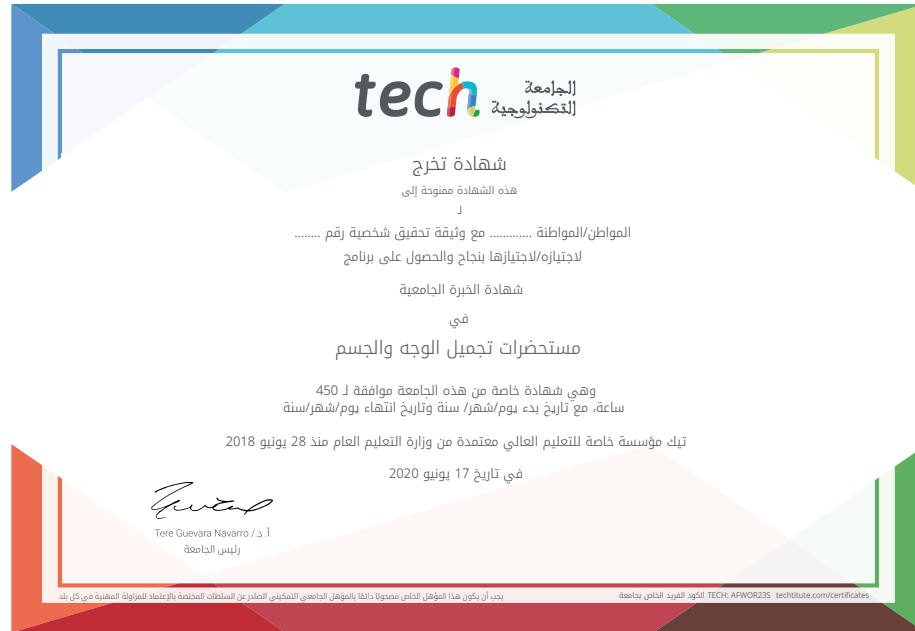 tech الجامعة
التكنولوجية
شهادة تخرج
هذه الشهادة ممنوحة إلى
لـ
المواطن/المواطنة ............. مع وثيقة تحقيق شخصية رقم ........
لاجتيازه/لاجتيازها بنجاح والحصول على برنامج
شهادة الخبرة الجامعية
في
مستحضرات تجميل الوجه والجسم
وهي شهادة خاصة من هذه الجامعة موافقة لـ 450
ساعة، مع تاريخ بدء يوم/شهر/ سنة وتاريخ انتهاء يوم/شهر/سنة
تيك مؤسسة خاصة للتعليم العالي معتمدة من وزارة التعليم العام منذ 28 يونيو 2018
في تاريخ 17 يونيو 2020
أ. د./ Tere Guevara Navarro
رئيس الجامعة
يجب أن يكون هذا المؤهل الخاص مصحوبًا دائمًا بالمؤهل الجامعي التمكيني الصادر عن السلطات المختصة بالإعتماد للمزاولة المهنية في كل بلد.
الكود الفريد الخاص بجامعة TECH: AFWOR23S techtitute.com/certificates